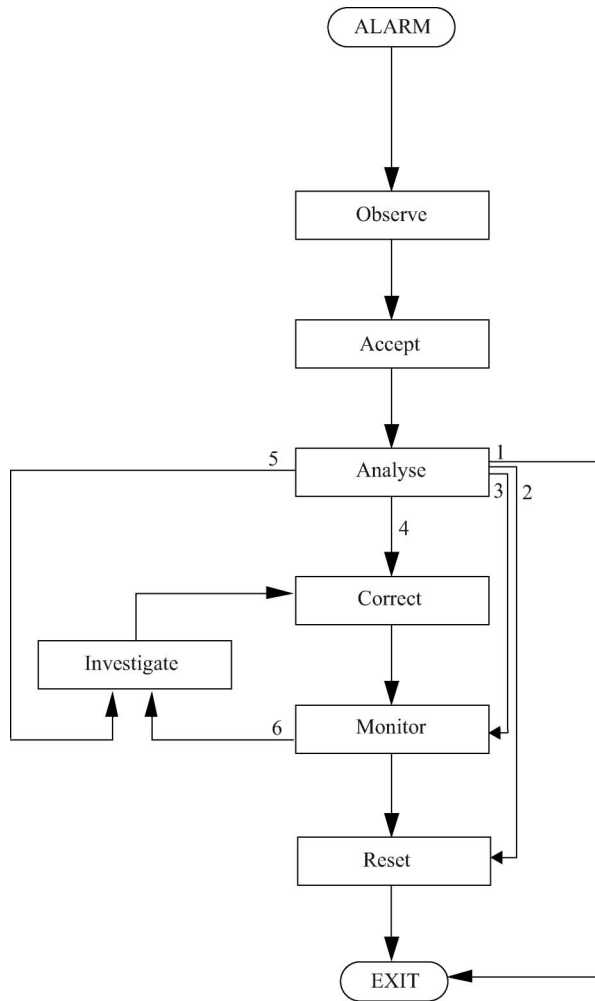 ALARM
Observe
Accept
5
Analyse
1
3
2
4
Correct
Investigate
6
Monitor
Reset
EXIT